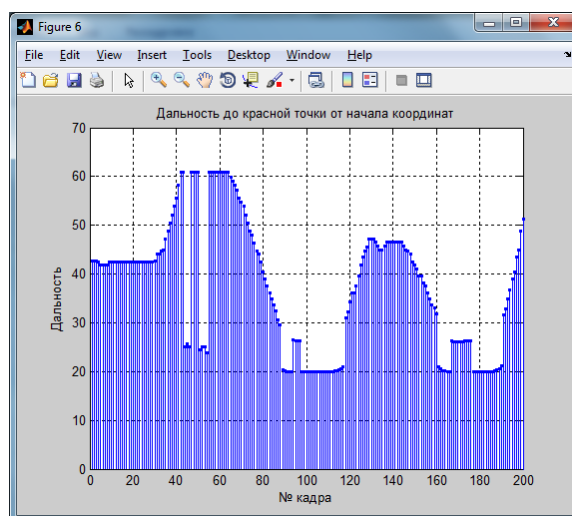 Figure 6
File Edit View Insert Tools Desktop Window Help
Дальность до красной точки от начала координат
70
60
50
40
30
20
10
0
Дальность
0 20 40 60 80 100 120 140 160 180 200
№ кадра